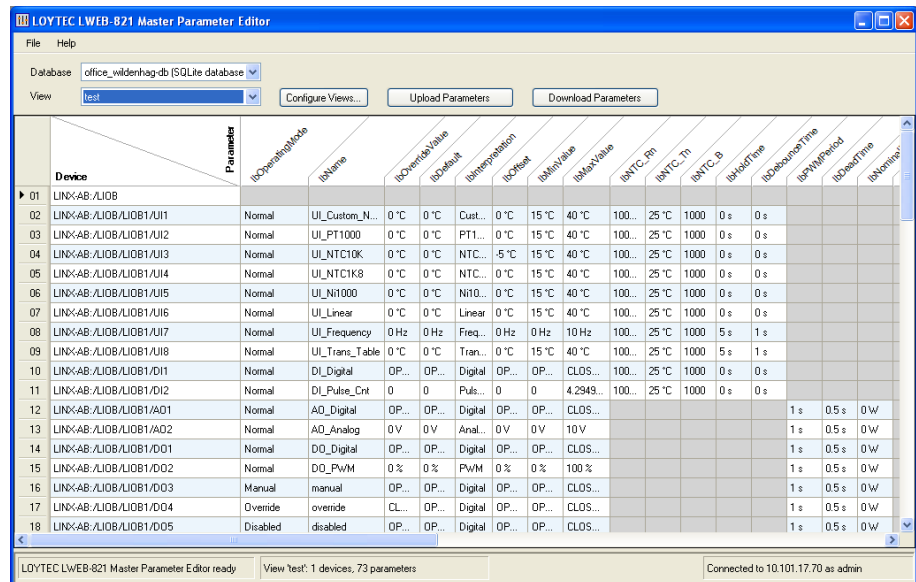 LOYTEC LWEB-821 Master Parameter Editor
File Help
Database office_wildenhag-db (SQLite database
View test Configure Views... Upload Parameters Download Parameters
Device Parameter lbOperatingMode lbName lbOverrideValue lbDefault lbInterpretation lbOffset lbMinValue lbMaxValue lbNTC_Rn lbNTC_Tn lbNTC_B lbHoldTime lbDebounceTime lbPWMPeriod lbDeadTime
01 LINX-AB:/LIOB
02 LINX-AB:/LIOB/LIOB1/UI1 Normal UI_Custom_N... 0 °C 0 °C Cust... 0 °C 15 °C 40 °C 100... 25 °C 1000 0 s 0 s
03 LINX-AB:/LIOB/LIOB1/UI2 Normal UI_PT1000 0 °C 0 °C PT1... 0 °C 15 °C 40 °C 100... 25 °C 1000 0 s 0 s
04 LINX-AB:/LIOB/LIOB1/UI3 Normal UI_NTC10K 0 °C 0 °C NTC... -5 °C 15 °C 40 °C 100... 25 °C 1000 0 s 0 s
05 LINX-AB:/LIOB/LIOB1/UI4 Normal UI_NTC1K8 0 °C 0 °C NTC... 0 °C 15 °C 40 °C 100... 25 °C 1000 0 s 0 s
06 LINX-AB:/LIOB/LIOB1/UI5 Normal UI_Ni1000 0 °C 0 °C Ni10... 0 °C 15 °C 40 °C 100... 25 °C 1000 0 s 0 s
07 LINX-AB:/LIOB/LIOB1/UI6 Normal UI_Linear 0 °C 0 °C Linear 0 °C 15 °C 40 °C 100... 25 °C 1000 0 s 0 s
08 LINX-AB:/LIOB/LIOB1/UI7 Normal UI_Frequency 0 Hz 0 Hz Freq... 0 Hz 0 Hz 10 Hz 100... 25 °C 1000 5 s 1 s
09 LINX-AB:/LIOB/LIOB1/UI8 Normal UI_Trans_Table 0 °C 0 °C Tran... 0 °C 15 °C 40 °C 100... 25 °C 1000 5 s 1 s
10 LINX-AB:/LIOB/LIOB1/DI1 Normal DI_Digital OP... OP... Digital OP... OP... CLOS... 100... 25 °C 1000 0 s 0 s
11 LINX-AB:/LIOB/LIOB1/DI2 Normal DI_Pulse_Cnt 0 0 Puls... 0 0 4.2949... 100... 25 °C 1000 0 s 0 s
12 LINX-AB:/LIOB/LIOB1/AO1 Normal AO_Digital OP... OP... Digital OP... OP... CLOS... 1 s 0.5 s 0 W
13 LINX-AB:/LIOB/LIOB1/AO2 Normal AO_Analog 0 V 0 V Anal... 0 V 0 V 10 V 1 s 0.5 s 0 W
14 LINX-AB:/LIOB/LIOB1/DO1 Normal DO_Digital OP... OP... Digital OP... OP... CLOS... 1 s 0.5 s 0 W
15 LINX-AB:/LIOB/LIOB1/DO2 Normal DO_PWM 0 % 0 % PWM 0 % 0 % 100 % 1 s 0.5 s 0 W
16 LINX-AB:/LIOB/LIOB1/DO3 Manual manual OP... OP... Digital OP... OP... CLOS... 1 s 0.5 s 0 W
17 LINX-AB:/LIOB/LIOB1/DO4 Override override CL... OP... Digital OP... OP... CLOS... 1 s 0.5 s 0 W
18 LINX-AB:/LIOB/LIOB1/DO5 Disabled disabled OP... OP... Digital OP... OP... CLOS... 1 s 0.5 s 0 W
LOYTEC LWEB-821 Master Parameter Editor ready View 'test': 1 devices, 73 parameters Connected to 10.101.17.70 as admin